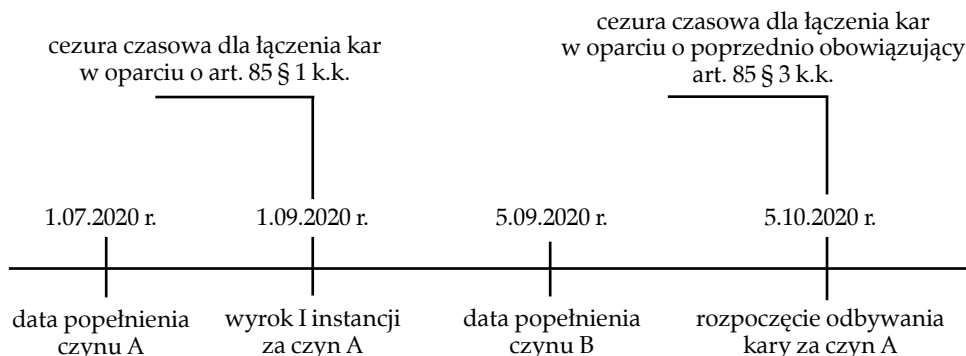 cezura czasowa dla łączenia kar
w oparciu o art. 85 § 1 k.k.
cezura czasowa dla łączenia kar
w oparciu o poprzednio obowiązujący
art. 85 § 3 k.k.
1.07.2020 r.
1.09.2020 r.
5.09.2020 r.
5.10.2020 r.
data popełnienia
czynu A
wyrok I instancji
za czyn A
data popełnienia
czynu B
rozpoczęcie odbywania
kary za czyn A